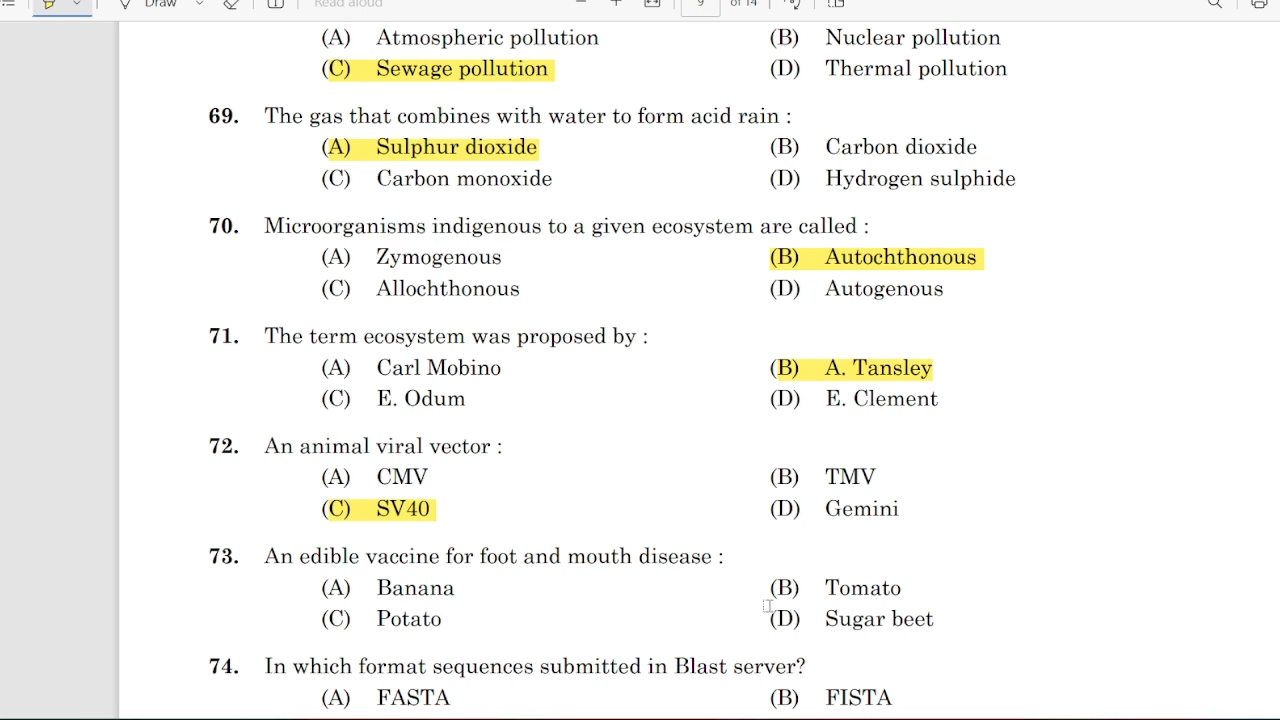 Draw
Read aloud
9 of 14
(A) Atmospheric pollution (B) Nuclear pollution
(C) Sewage pollution (D) Thermal pollution
69. The gas that combines with water to form acid rain :
(A) Sulphur dioxide (B) Carbon dioxide
(C) Carbon monoxide (D) Hydrogen sulphide
70. Microorganisms indigenous to a given ecosystem are called :
(A) Zymogenous (B) Autochthonous
(C) Allochthonous (D) Autogenous
71. The term ecosystem was proposed by :
(A) Carl Mobino (B) A. Tansley
(C) E. Odum (D) E. Clement
72. An animal viral vector :
(A) CMV (B) TMV
(C) SV40 (D) Gemini
73. An edible vaccine for foot and mouth disease :
(A) Banana (B) Tomato
(C) Potato (D) Sugar beet
74. In which format sequences submitted in Blast server?
(A) FASTA (B) FISTA